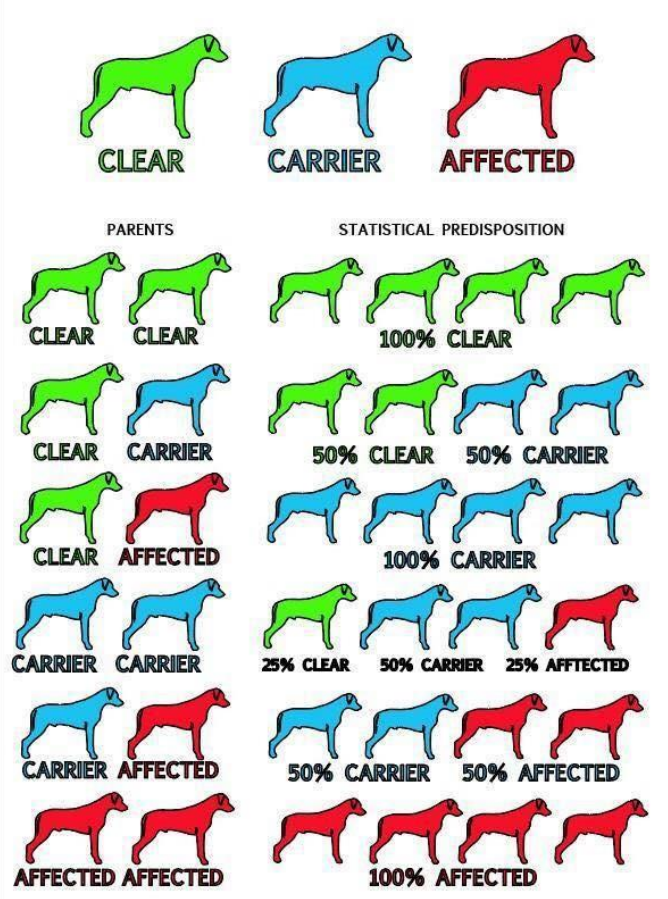 CLEAR CARRIER AFFECTED
PARENTS STATISTICAL PREDISPOSITION
CLEAR CLEAR 100% CLEAR
CLEAR CARRIER 50% CLEAR 50% CARRIER
CLEAR AFFECTED 100% CARRIER
CARRIER CARRIER 25% CLEAR 50% CARRIER 25% AFFTECTED
CARRIER AFFECTED 50% CARRIER 50% AFFECTED
AFFECTED AFFECTED 100% AFFECTED